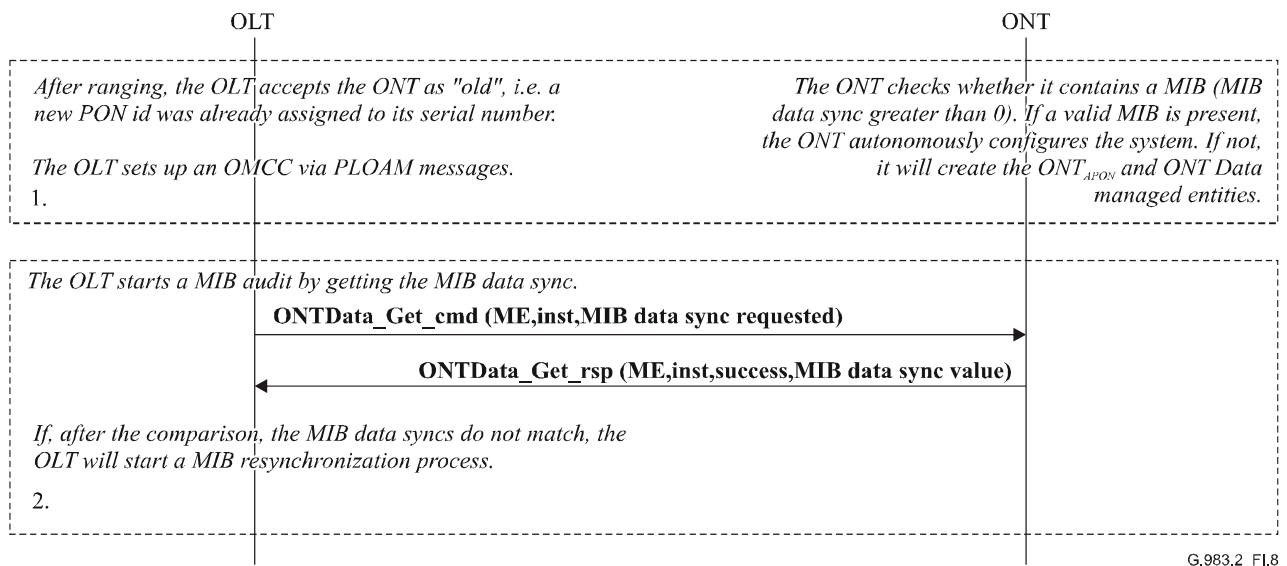 OLT
ONT
After ranging, the OLT accepts the ONT as "old", i.e. a
new PON id was already assigned to its serial number.
The OLT sets up an OMCC via PLOAM messages.
1.
The ONT checks whether it contains a MIB (MIB
data sync greater than 0). If a valid MIB is present,
the ONT autonomously configures the system. If not,
it will create the ONT_APON and ONT Data
managed entities.
The OLT starts a MIB audit by getting the MIB data sync.
ONTData_Get_cmd (ME,inst,MIB data sync requested)
ONTData_Get_rsp (ME,inst,success,MIB data sync value)
If, after the comparison, the MIB data syncs do not match, the
OLT will start a MIB resynchronization process.
2.
G.983.2_FI.8